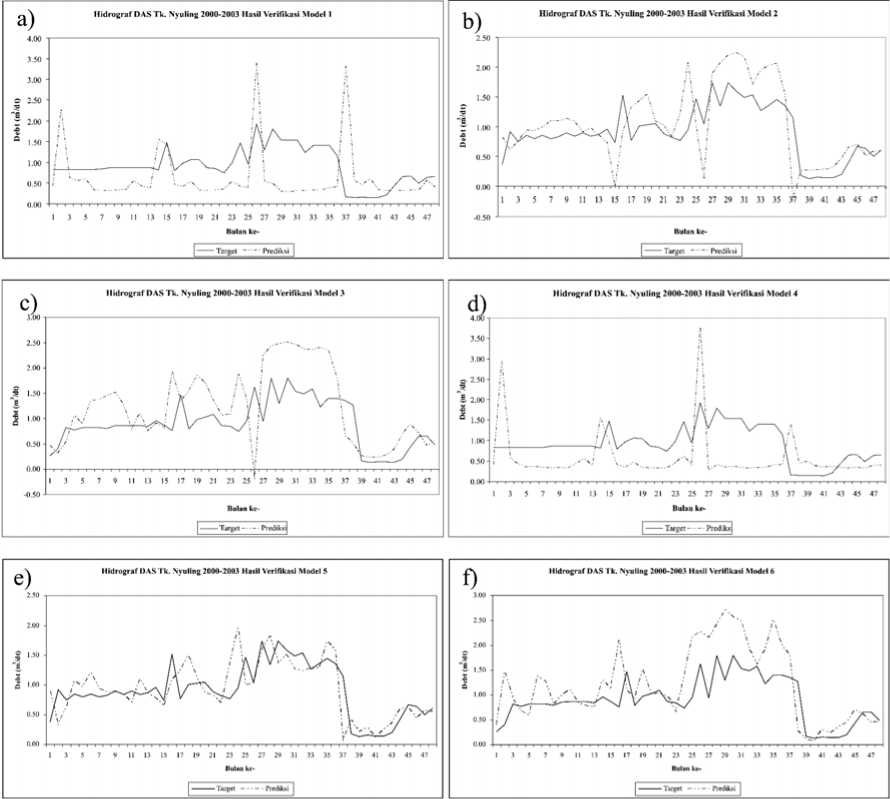 a)
Hidrograf DAS Tk. Nyuling 2000-2003 Hasil Verifikasi Model 1
4.00
3.50
3.00
2.50
2.00
1.50
1.00
0.50
0.00
Debt (m³/dt)
1 3 5 7 9 11 13 15 17 19 21 23 25 27 29 31 33 35 37 39 41 43 45 47
Bulan ke-
Target Prediksi
b)
Hidrograf DAS Tk. Nyuling 2000-2003 Hasil Verifikasi Model 2
2.50
2.00
1.50
1.00
0.50
0.00
-0.50
Debt (m³/dt)
1 3 5 7 9 11 13 15 17 19 21 23 25 27 29 31 33 35 37 39 41 43 45 47
Bulan ke-
Target Prediksi
c)
Hidrograf DAS Tk. Nyuling 2000-2003 Hasil Verifikasi Model 3
3.00
2.50
2.00
1.50
1.00
0.50
0.00
-0.50
Debt (m³/dt)
1 3 5 7 9 11 13 15 17 19 21 23 25 27 29 31 33 35 37 39 41 43 45 47
Bulan ke-
Target Prediksi
d)
Hidrograf DAS Tk. Nyuling 2000-2003 Hasil Verifikasi Model 4
4.00
3.50
3.00
2.50
2.00
1.50
1.00
0.50
0.00
Debt (m³/dt)
1 3 5 7 9 11 13 15 17 19 21 23 25 27 29 31 33 35 37 39 41 43 45 47
Bulan ke-
Target Prediksi
e)
Hidrograf DAS Tk. Nyuling 2000-2003 Hasil Verifikasi Model 5
2.50
2.00
1.50
1.00
0.50
0.00
Debt (m³/dt)
1 3 5 7 9 11 13 15 17 19 21 23 25 27 29 31 33 35 37 39 41 43 45 47
Bulan ke-
Target Prediksi
f)
Hidrograf DAS Tk. Nyuling 2000-2003 Hasil Verifikasi Model 6
3.00
2.50
2.00
1.50
1.00
0.50
0.00
Debt (m³/dt)
1 3 5 7 9 11 13 15 17 19 21 23 25 27 29 31 33 35 37 39 41 43 45 47
Bulan ke-
Target Prediksi